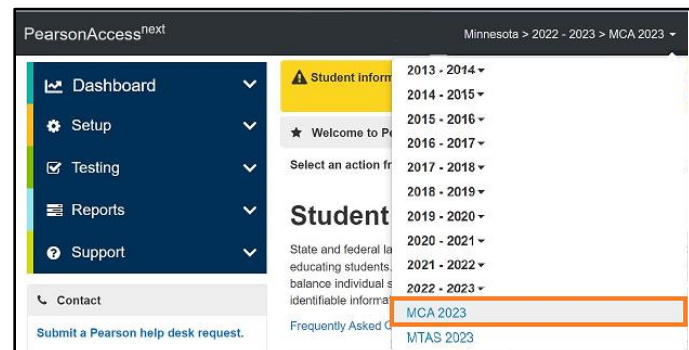 PearsonAccessnext
Minnesota > 2022 - 2023 > MCA 2023
Dashboard
Setup
Testing
Reports
Support
Contact
Submit a Pearson help desk request.
Student inform
Welcome to Pe
Select an action fr
Student
State and federal la
educating students.
balance individual s
identifiable informa
Frequently Asked
2013 - 2014
2014 - 2015
2015 - 2016
2016 - 2017
2017 - 2018
2018 - 2019
2019 - 2020
2020 - 2021
2021 - 2022
2022 - 2023
MCA 2023
MTAS 2023